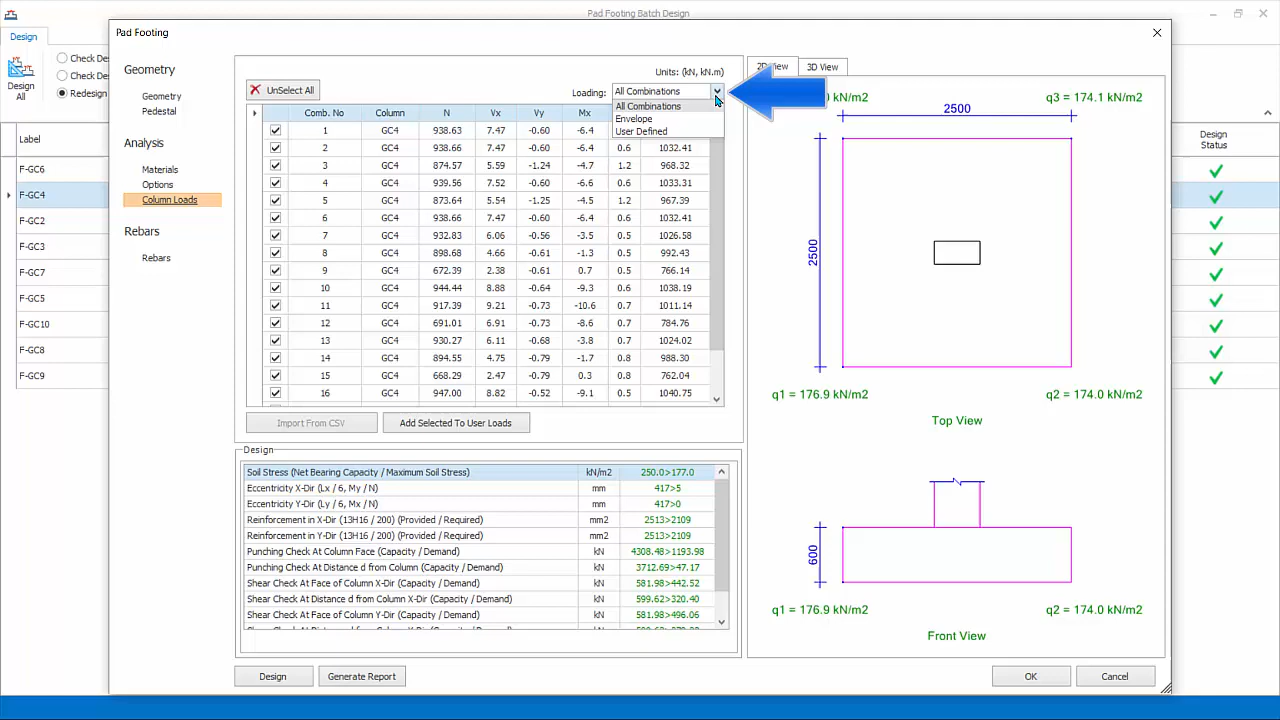 Pad Footing Batch Design
Design
Design
All
Check De
Check De
Redesign
Label
F-GC6
F-GC4
F-GC2
F-GC3
F-GC7
F-GC5
F-GC10
F-GC8
F-GC9
Pad Footing
Geometry
Geometry
Pedestal
Analysis
Materials
Options
Column Loads
Rebars
Rebars
Units: (kN, kN.m)
UnSelect All
Loading: All Combinations
All Combinations
Envelope
User Defined
Comb. No Column N Vx Vy Mx
1 GC4 938.63 7.47 -0.60 -6.4
2 GC4 938.66 7.47 -0.60 -6.4 0.6 1032.41
3 GC4 874.57 5.59 -1.24 -4.7 1.2 968.32
4 GC4 939.56 7.52 -0.60 -6.6 0.6 1033.31
5 GC4 873.64 5.54 -1.25 -4.5 1.2 967.39
6 GC4 938.66 7.47 -0.60 -6.4 0.6 1032.41
7 GC4 932.83 6.06 -0.56 -3.5 0.5 1026.58
8 GC4 898.68 4.66 -0.61 -1.3 0.5 992.43
9 GC4 672.39 2.38 -0.61 0.7 0.5 766.14
10 GC4 944.44 8.88 -0.64 -9.3 0.6 1038.19
11 GC4 917.39 9.21 -0.73 -10.6 0.7 1011.14
12 GC4 691.01 6.91 -0.73 -8.6 0.7 784.76
13 GC4 930.27 6.11 -0.68 -3.8 0.7 1024.02
14 GC4 894.55 4.75 -0.79 -1.7 0.8 988.30
15 GC4 668.29 2.47 -0.79 0.3 0.8 762.04
16 GC4 947.00 8.82 -0.52 -9.1 0.5 1040.75
Import From CSV
Add Selected To User Loads
Design
Soil Stress (Net Bearing Capacity / Maximum Soil Stress) kN/m2 250.0>177.0
Eccentricity X-Dir (Lx / 6, My / N) mm 417>5
Eccentricity Y-Dir (Ly / 6, Mx / N) mm 417>0
Reinforcement in X-Dir (13H16 / 200) (Provided / Required) mm2 2513>2109
Reinforcement in Y-Dir (13H16 / 200) (Provided / Required) mm2 2513>2109
Punching Check At Column Face (Capacity / Demand) kN 4308.48>1193.98
Punching Check At Distance d from Column (Capacity / Demand) kN 3712.69>47.17
Shear Check At Face of Column X-Dir (Capacity / Demand) kN 581.98>442.52
Shear Check At Distance d from Column X-Dir (Capacity / Demand) kN 599.62>320.40
Shear Check At Face of Column Y-Dir (Capacity / Demand) kN 581.98>496.06
Design
Generate Report
2D View
3D View
0 kN/m2
q3 = 174.1 kN/m2
2500
2500
q1 = 176.9 kN/m2
q2 = 174.0 kN/m2
Top View
600
q1 = 176.9 kN/m2
q2 = 174.0 kN/m2
Front View
OK
Cancel
Design
Status